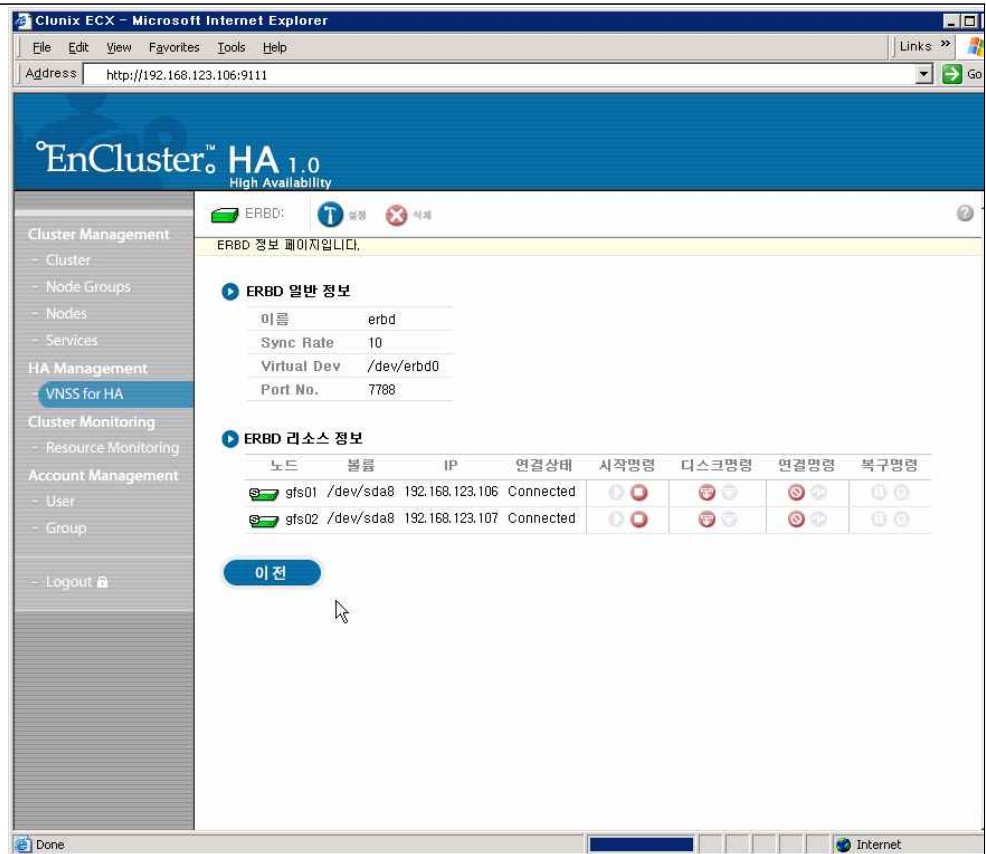 Clunix ECX - Microsoft Internet Explorer
File Edit View Favorites Tools Help
Links »
Address http://192.168.123.106:9111
Go
°EnCluster™ HA 1.0
High Availability
ERBD: 설정 삭제
ERBD 정보 페이지입니다.
Cluster Management
- Cluster
- Node Groups
- Nodes
- Services
HA Management
- VNSS for HA
Cluster Monitoring
- Resource Monitoring
Account Management
- User
- Group
- Logout
ERBD 일반 정보
이름 erbd
Sync Rate 10
Virtual Dev /dev/erbd0
Port No. 7788
ERBD 리소스 정보
노드 볼륨 IP 연결상태 시작명령 디스크명령 연결명령 복구명령
gfs01 /dev/sda8 192.168.123.106 Connected
gfs02 /dev/sda8 192.168.123.107 Connected
이전
Done
Internet